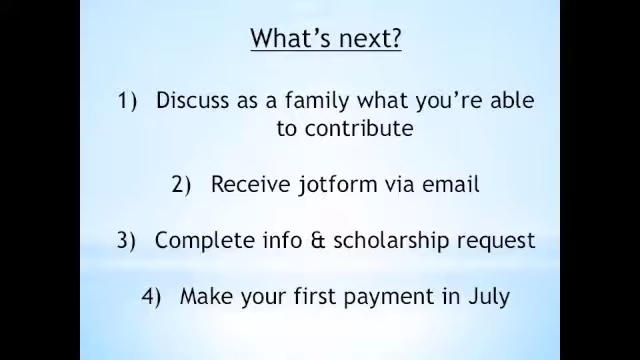 What's next?
1) Discuss as a family what you're able
to contribute
2) Receive jotform via email
3) Complete info & scholarship request
4) Make your first payment in July